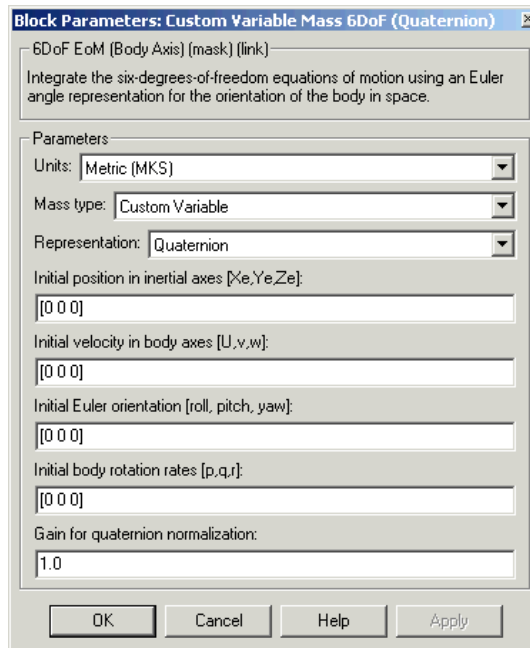 Block Parameters: Custom Variable Mass 6DoF (Quaternion)
6DoF EoM (Body Axis) (mask) (link)
Integrate the six-degrees-of-freedom equations of motion using an Euler
angle representation for the orientation of the body in space.
Parameters
Units: Metric (MKS)
Mass type: Custom Variable
Representation: Quaternion
Initial position in inertial axes [Xe,Ye,Ze]:
[0 0 0]
Initial velocity in body axes [U,v,w]:
[0 0 0]
Initial Euler orientation [roll, pitch, yaw]:
[0 0 0]
Initial body rotation rates [p,q,r]:
[0 0 0]
Gain for quaternion normalization:
1.0
OK Cancel Help Apply